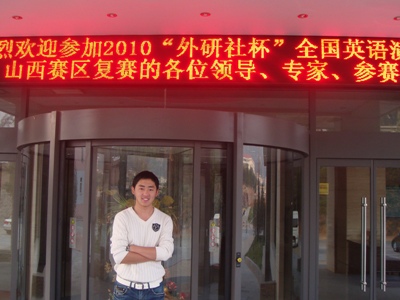 烈欢迎参加2010“外研社杯”全国英语演
山西赛区复赛的各位领导、专家、参赛